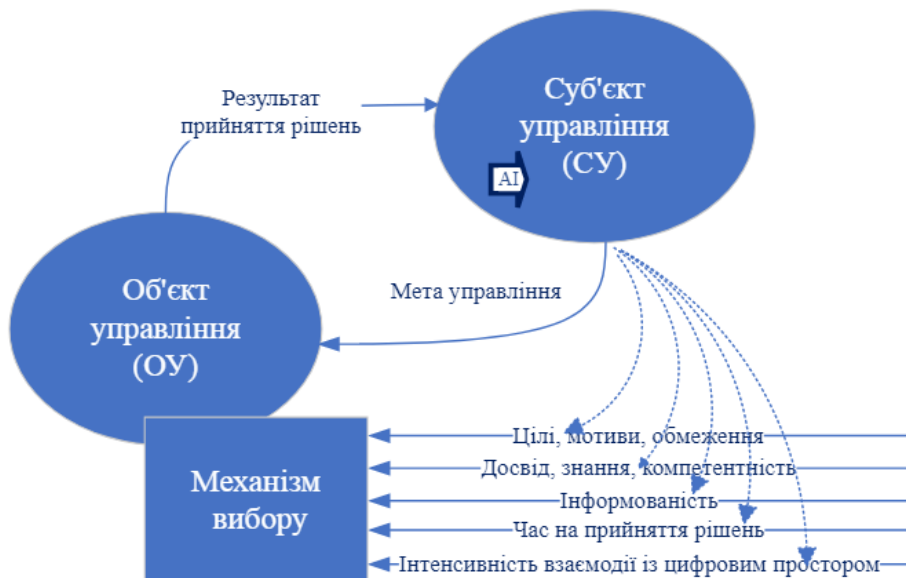 Результат
прийняття рішень
Суб'єкт
управління
(СУ)
AI
Об'єкт
управління
(ОУ)
Мета управління
Механізм
вибору
Цілі, мотиви, обмеження
Досвід, знання, компетентність
Інформованість
Час на прийняття рішень
Інтенсивність взаємодії із цифровим простором